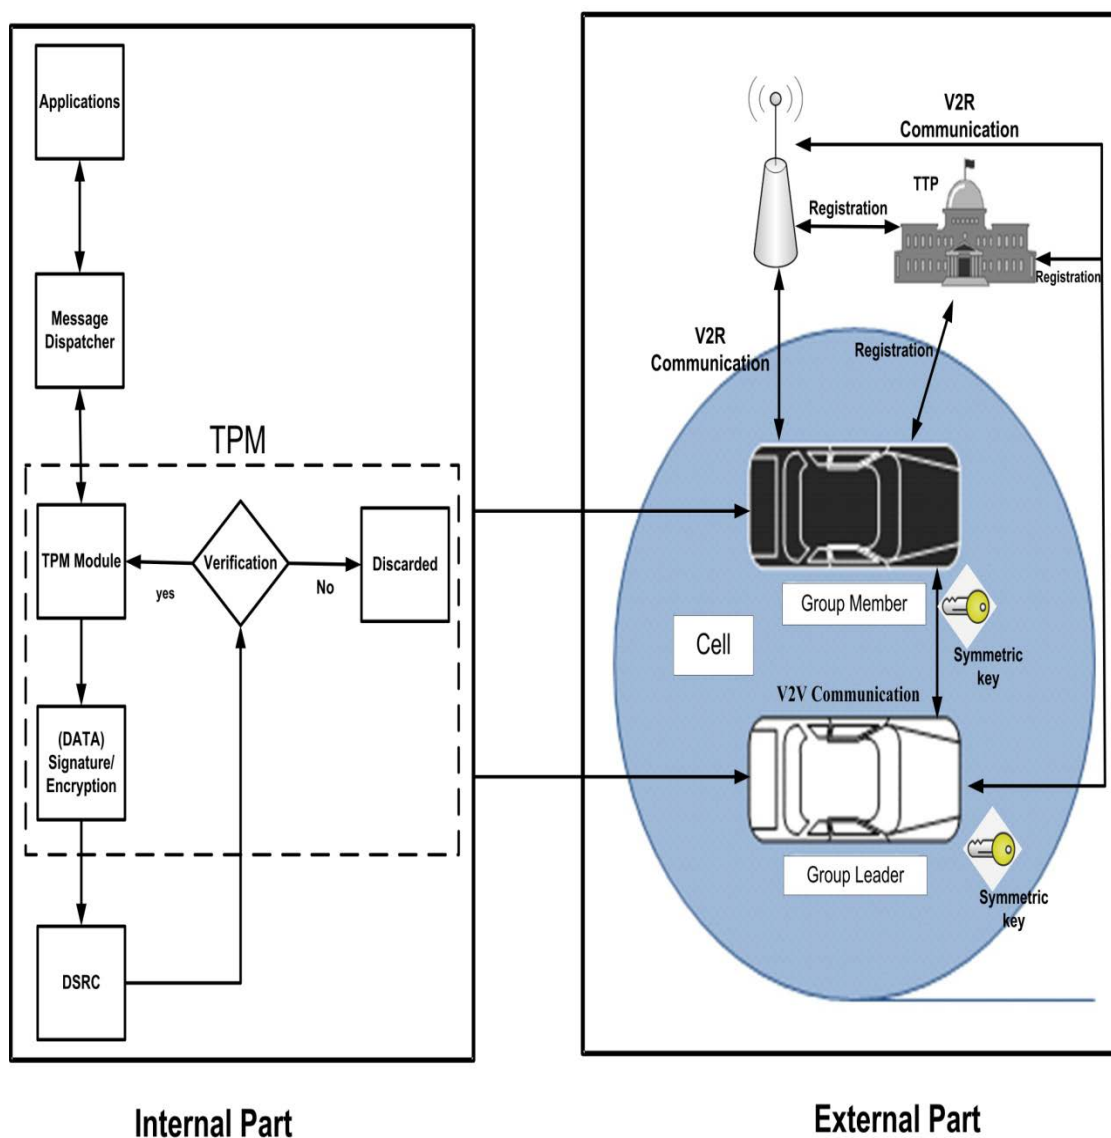 Applications
Message
Dispatcher
TPM
TPM Module
Verification
Discarded
yes
No
(DATA)
Signature/
Encryption
DSRC
Internal Part
V2R
Communication
TTP
Registration
Registration
V2R
Communication
Registration
Group Member
Cell
Symmetric
key
V2V Communication
Group Leader
Symmetric
key
External Part